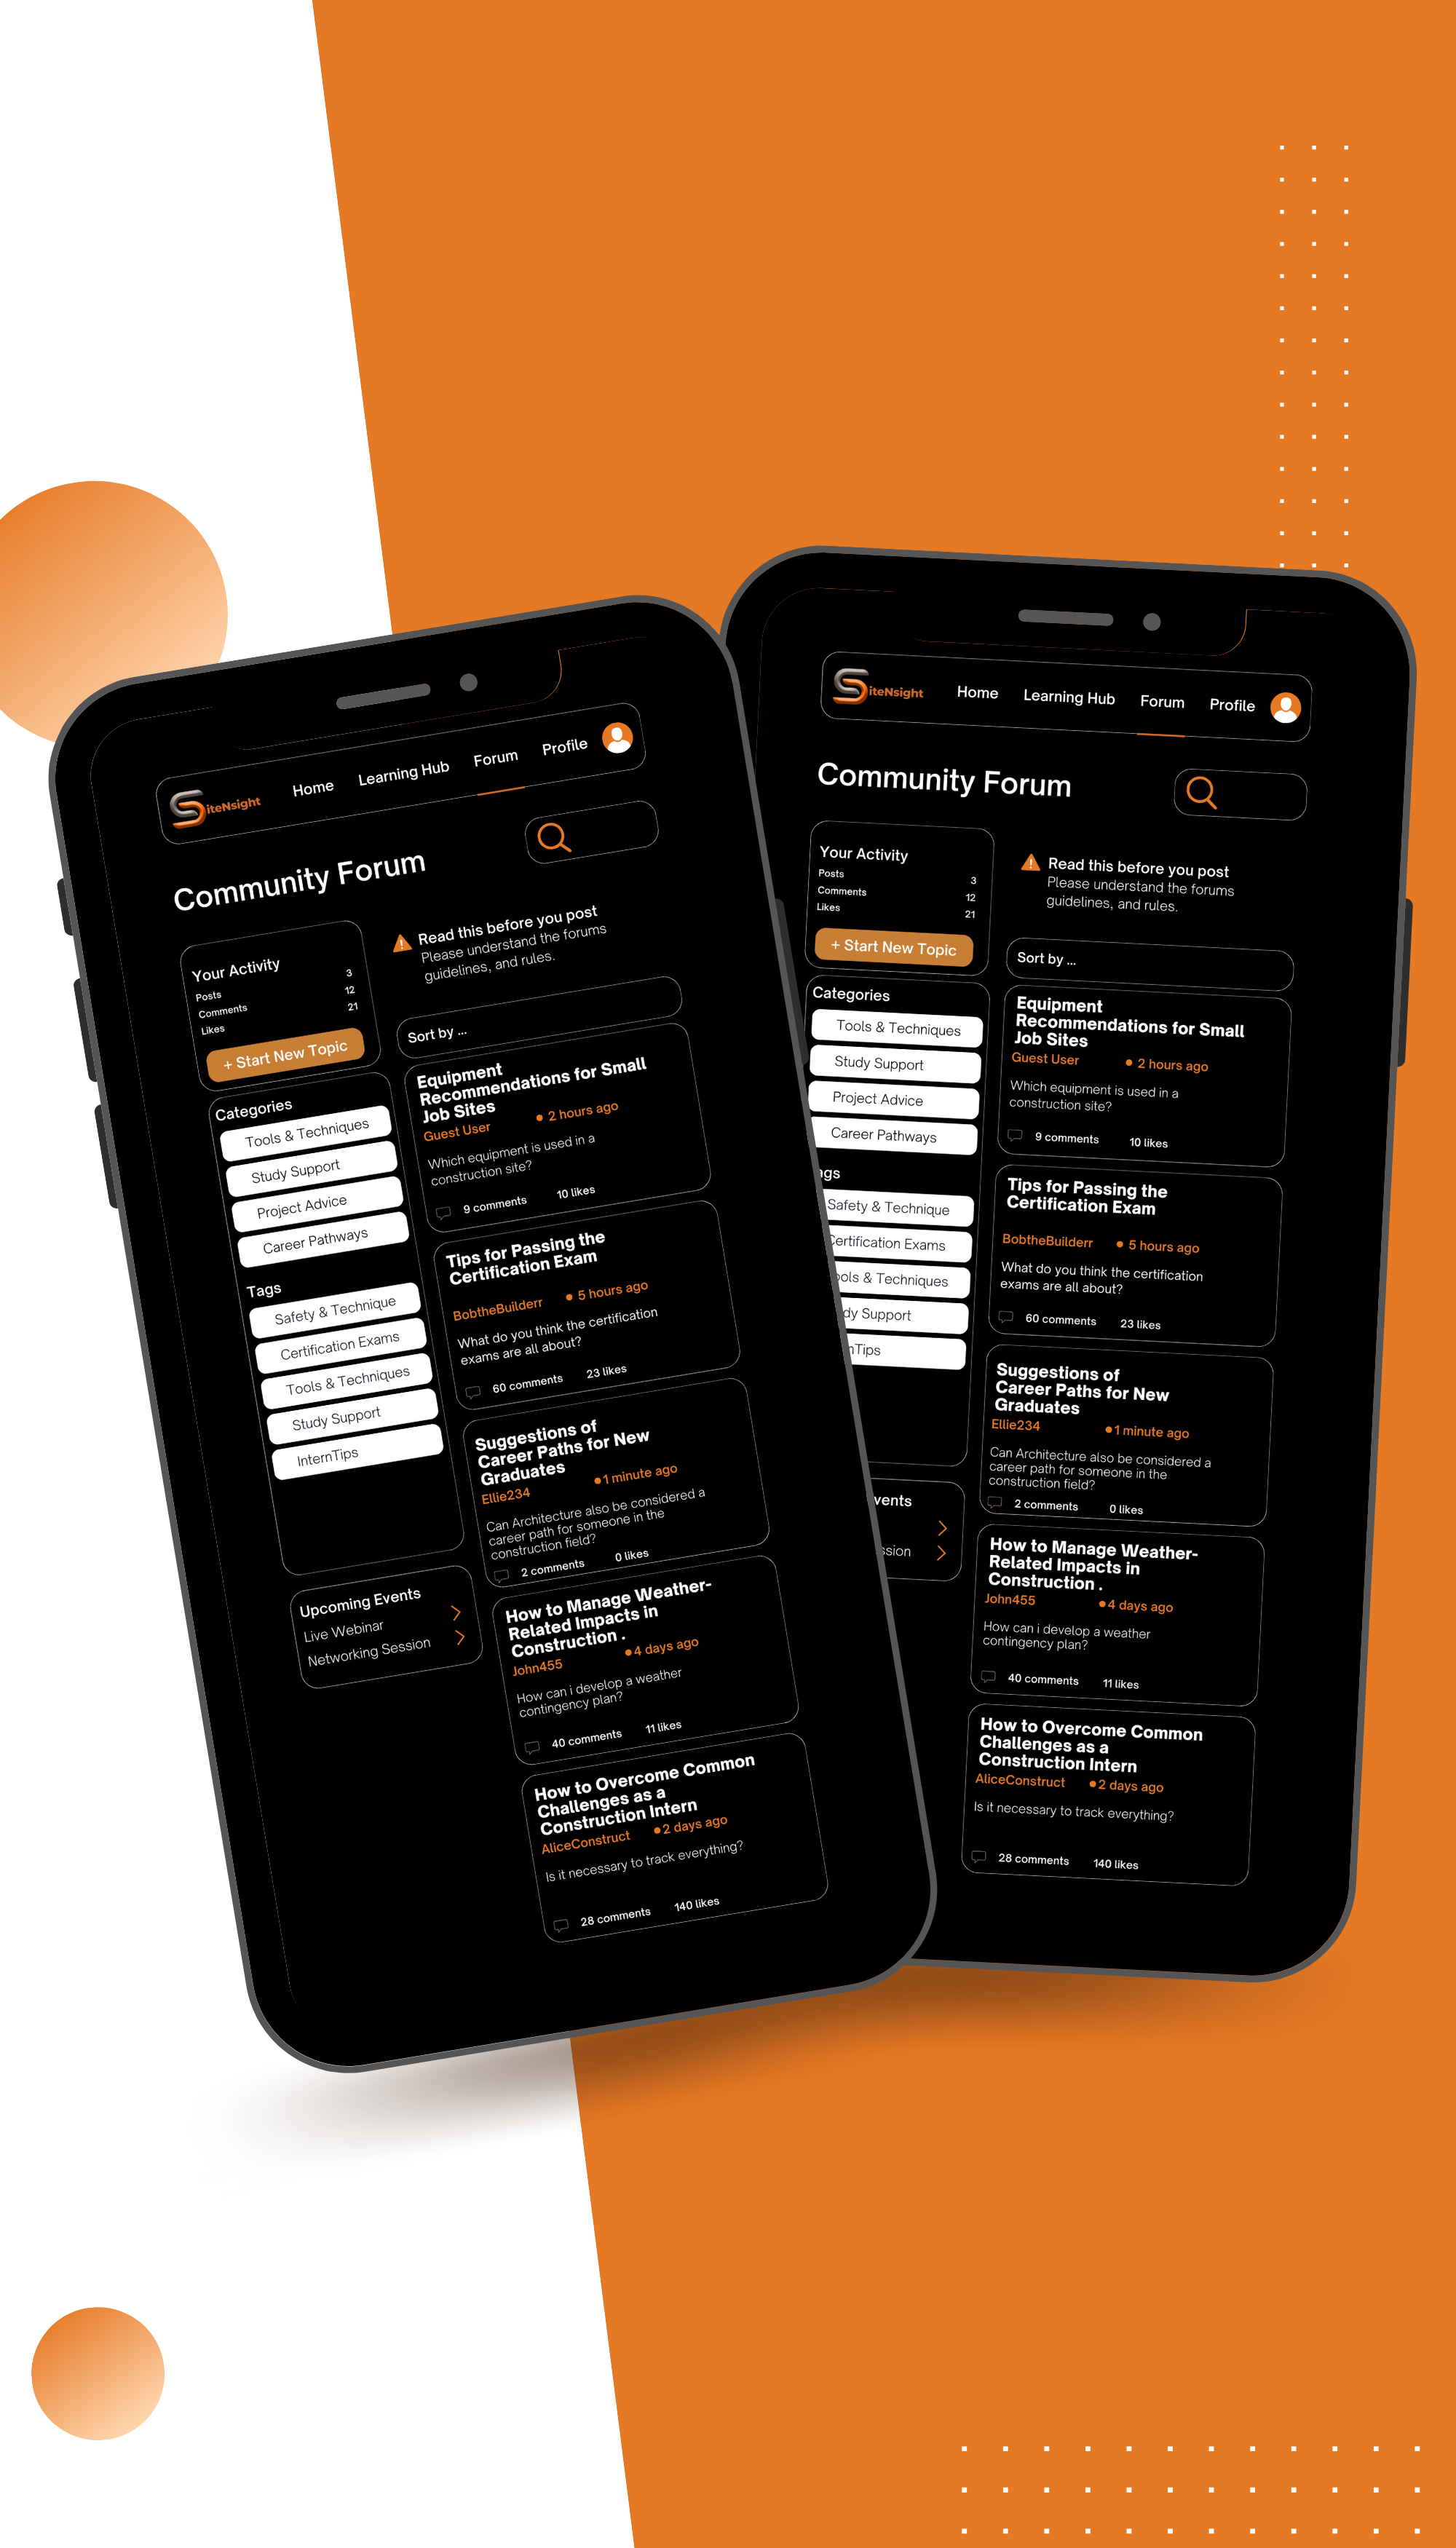 SiteNsight
Home
Learning Hub
Forum
Profile
Community Forum
Your Activity
Posts 3
Comments 12
Likes 21
+ Start New Topic
Categories
Tools & Techniques
Study Support
Project Advice
Career Pathways
Tags
Safety & Technique
Certification Exams
Tools & Techniques
Study Support
InternTips
Upcoming Events
Live Webinar
Networking Session
Read this before you post
Please understand the forums
guidelines, and rules.
Sort by ...
Equipment
Recommendations for Small
Job Sites
Guest User 2 hours ago
Which equipment is used in a
construction site?
9 comments 10 likes
Tips for Passing the
Certification Exam
BobtheBuilderr 5 hours ago
What do you think the certification
exams are all about?
60 comments 23 likes
Suggestions of
Career Paths for New
Graduates
Ellie234 1 minute ago
Can Architecture also be considered a
career path for someone in the
construction field?
2 comments 0 likes
How to Manage Weather-
Related Impacts in
Construction .
John455 4 days ago
How can i develop a weather
contingency plan?
40 comments 11 likes
How to Overcome Common
Challenges as a
Construction Intern
AliceConstruct 2 days ago
Is it necessary to track everything?
28 comments 140 likes
SiteNsight
Home
Learning Hub
Forum
Profile
Community Forum
Your Activity
Posts 3
Comments 12
Likes 21
+ Start New Topic
Categories
Tools & Techniques
Study Support
Project Advice
Career Pathways
gs
Safety & Technique
ertification Exams
ols & Techniques
dy Support
nTips
vents
ssion
Read this before you post
Please understand the forums
guidelines, and rules.
Sort by ...
Equipment
Recommendations for Small
Job Sites
Guest User 2 hours ago
Which equipment is used in a
construction site?
9 comments 10 likes
Tips for Passing the
Certification Exam
BobtheBuilderr 5 hours ago
What do you think the certification
exams are all about?
60 comments 23 likes
Suggestions of
Career Paths for New
Graduates
Ellie234 1 minute ago
Can Architecture also be considered a
career path for someone in the
construction field?
2 comments 0 likes
How to Manage Weather-
Related Impacts in
Construction .
John455 4 days ago
How can i develop a weather
contingency plan?
40 comments 11 likes
How to Overcome Common
Challenges as a
Construction Intern
AliceConstruct 2 days ago
Is it necessary to track everything?
28 comments 140 likes